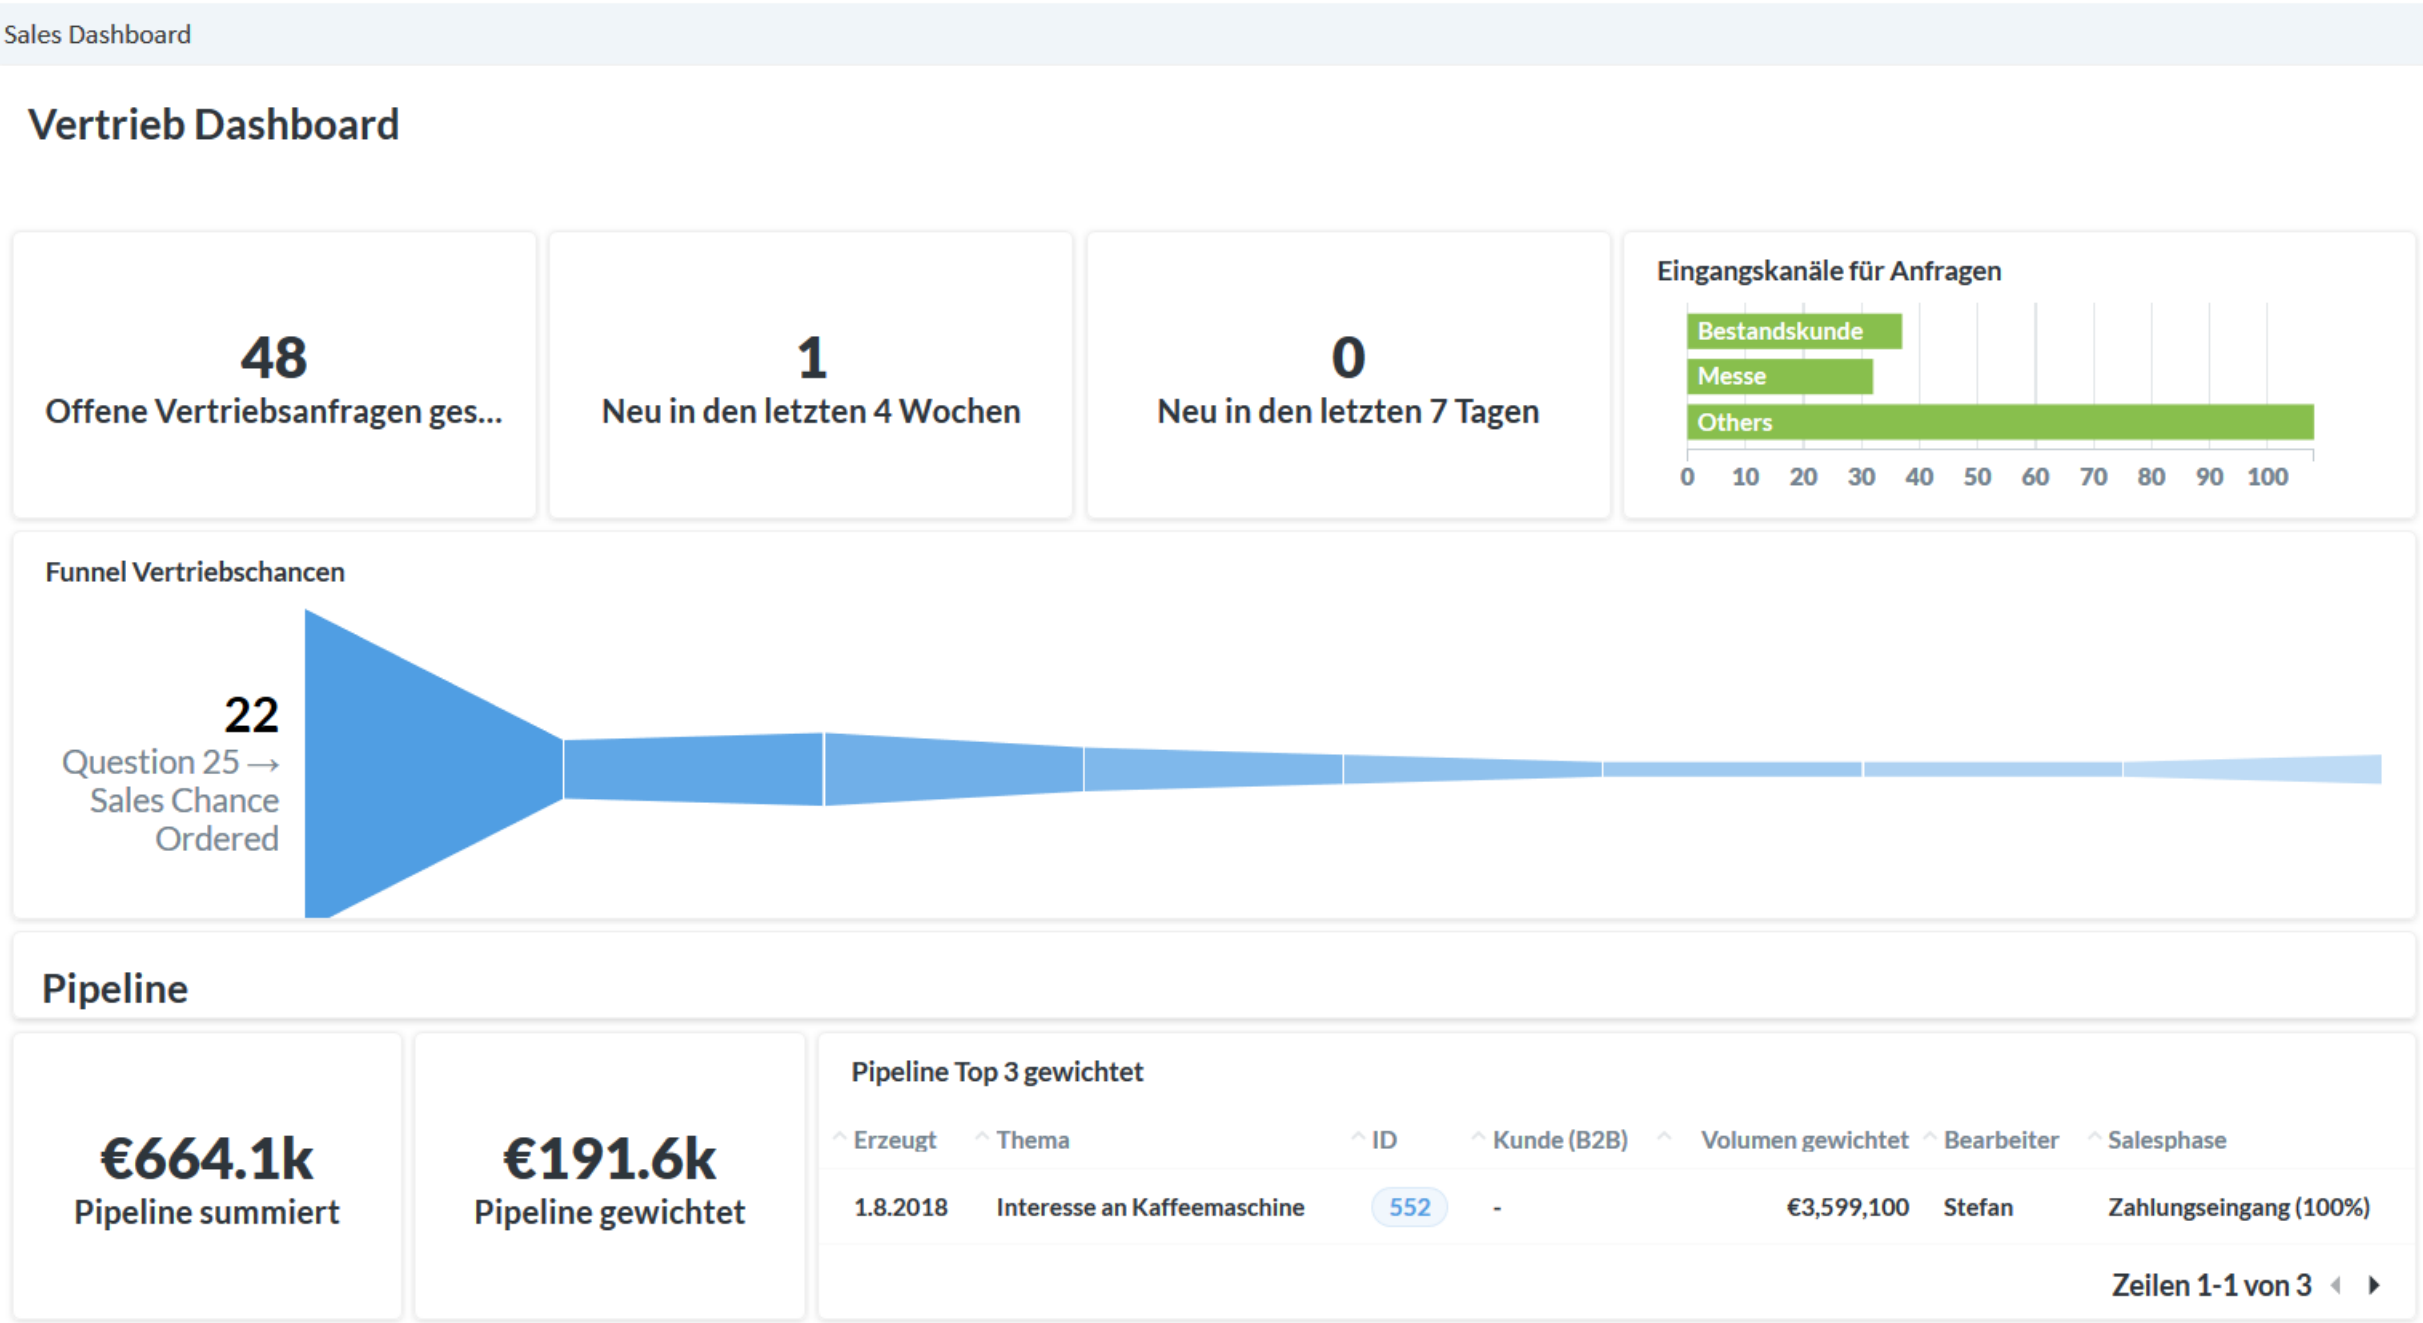 Sales Dashboard
Vertrieb Dashboard
48
Offene Vertriebsanfragen ges...
1
Neu in den letzten 4 Wochen
0
Neu in den letzten 7 Tagen
Eingangskanäle für Anfragen
Bestandskunde
Messe
Others
0 10 20 30 40 50 60 70 80 90 100
Funnel Vertriebschancen
22
Question 25 →
Sales Chance
Ordered
Pipeline
€664.1k
Pipeline summiert
€191.6k
Pipeline gewichtet
Pipeline Top 3 gewichtet
Erzeugt Thema ID Kunde (B2B) Volumen gewichtet Bearbeiter Salesphase
1.8.2018 Interesse an Kaffeemaschine 552 - €3,599,100 Stefan Zahlungseingang (100%)
Zeilen 1-1 von 3